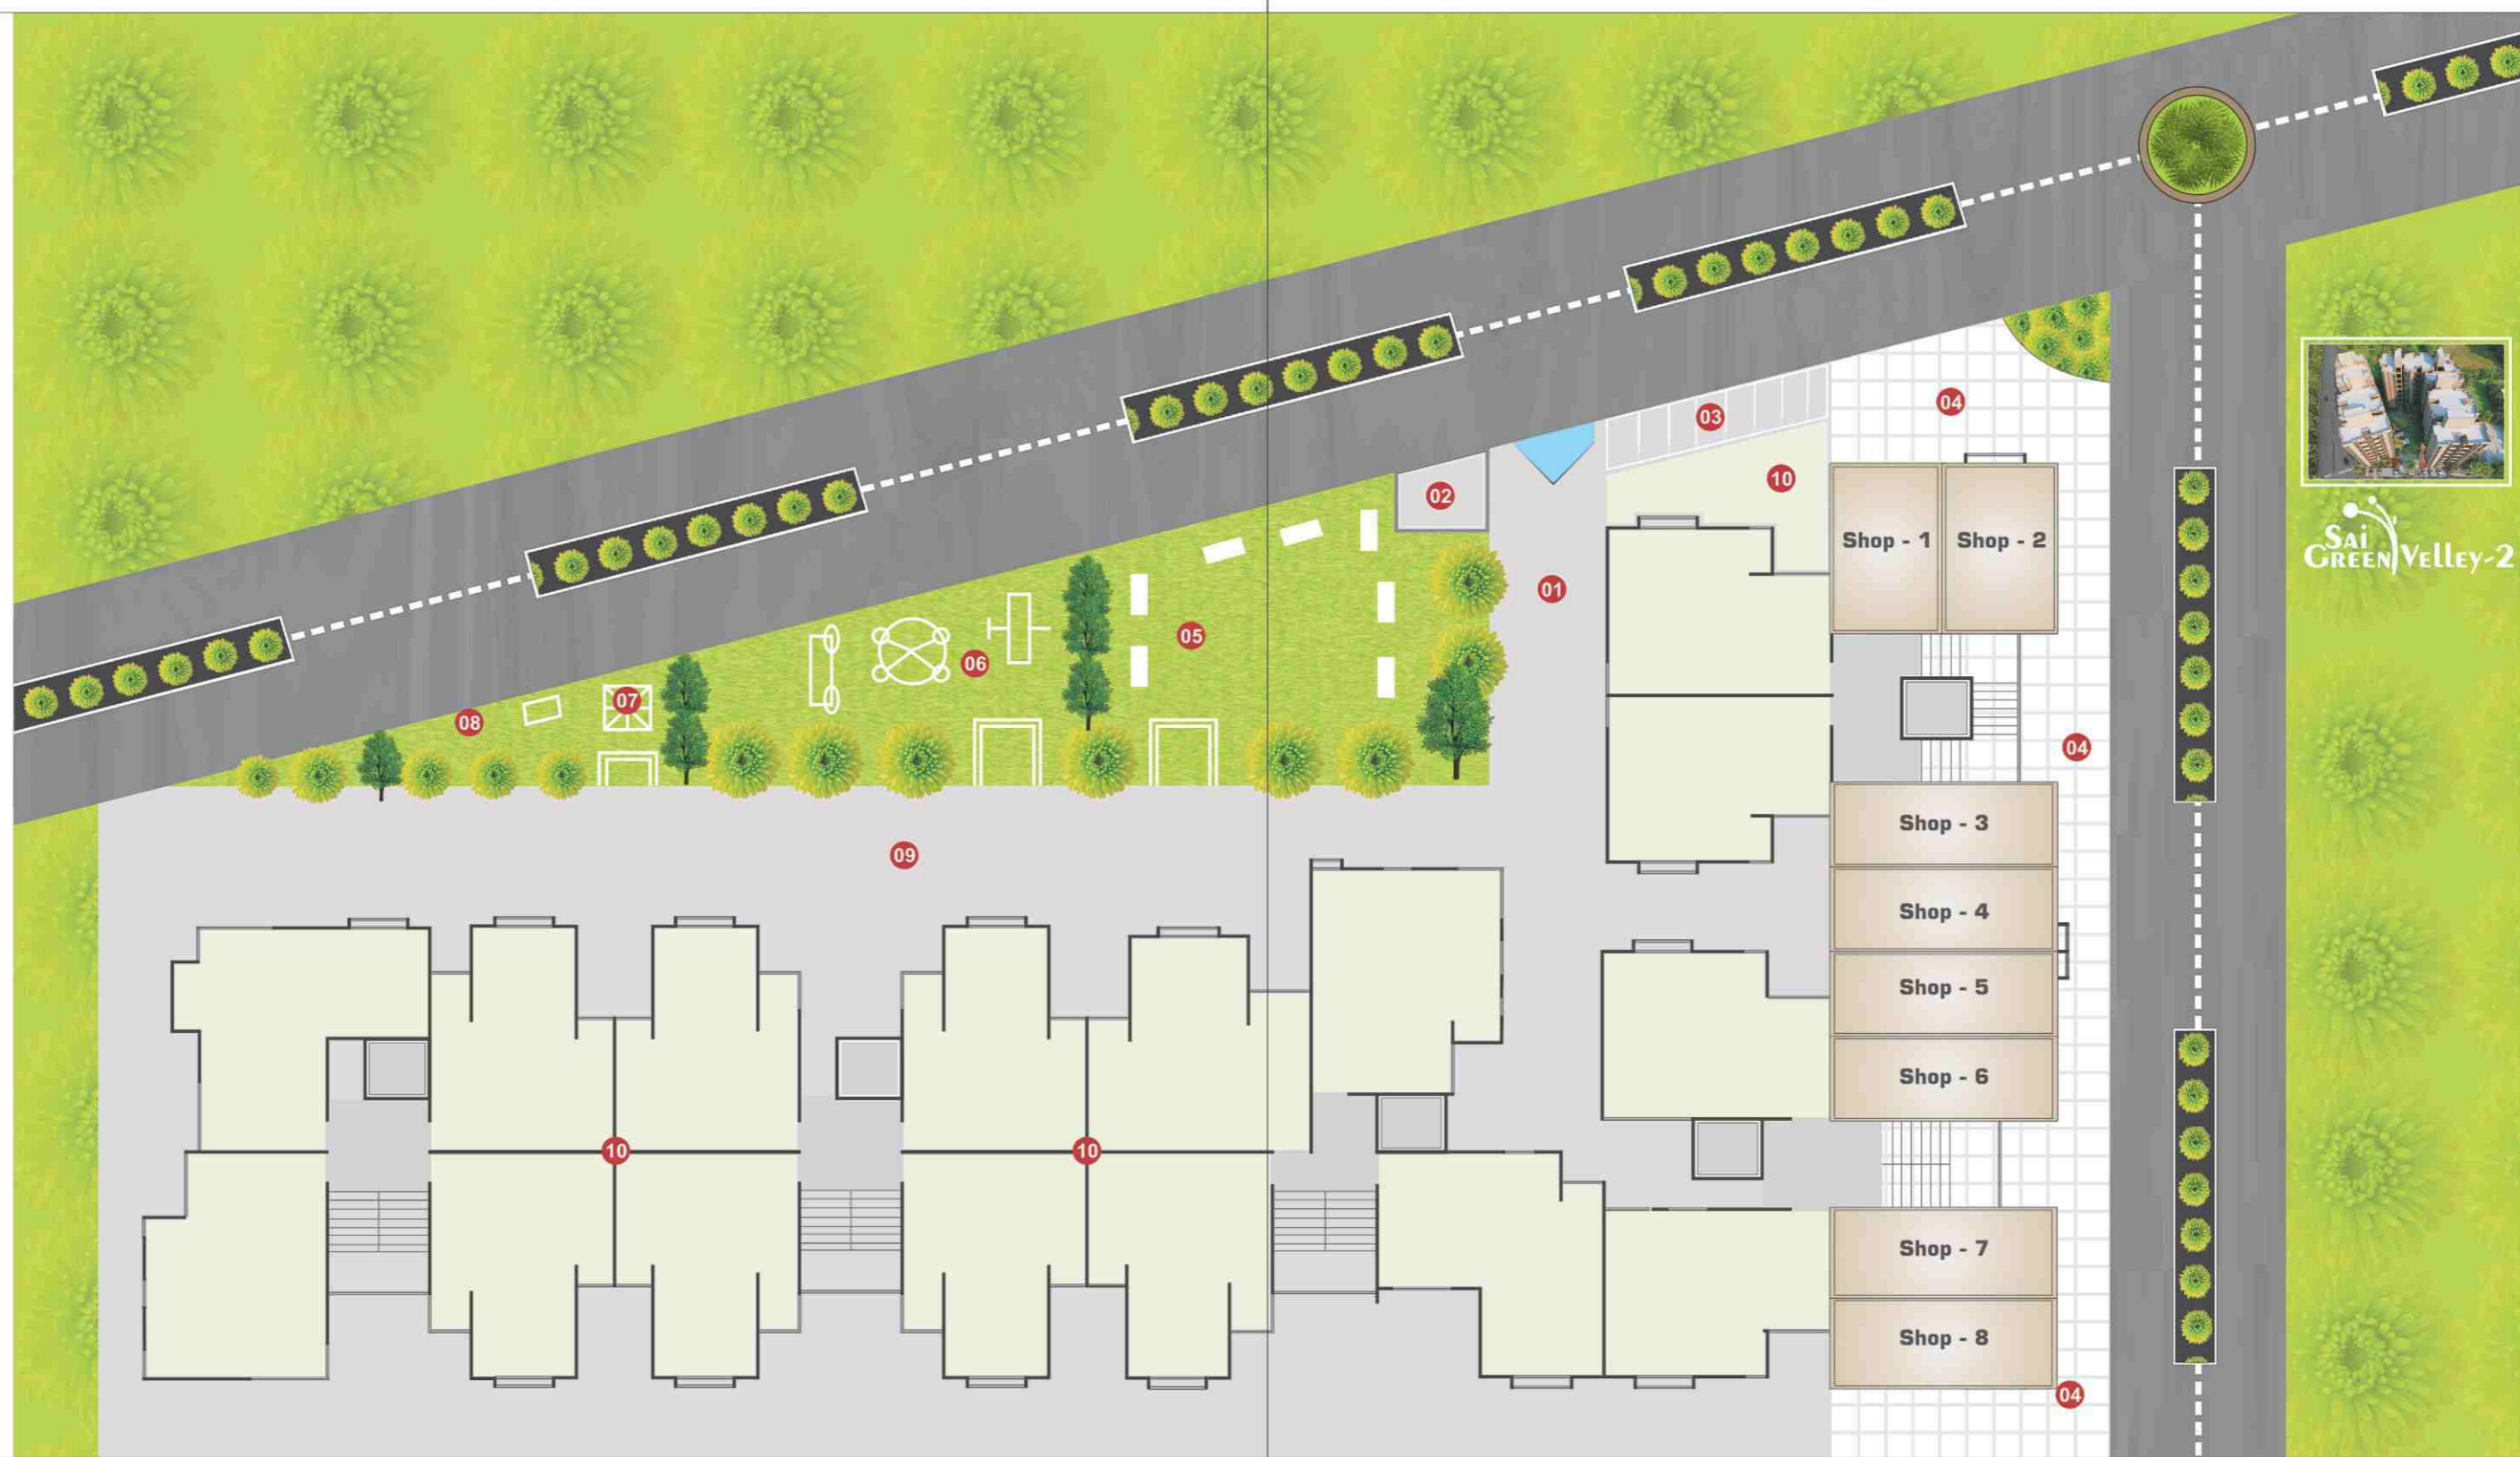 03
04
10
02
Shop - 1
Shop - 2
SAI
GREEN VELLEY-2
01
05
06
07
08
04
Shop - 3
09
Shop - 4
Shop - 5
Shop - 6
10
10
Shop - 7
Shop - 8
04